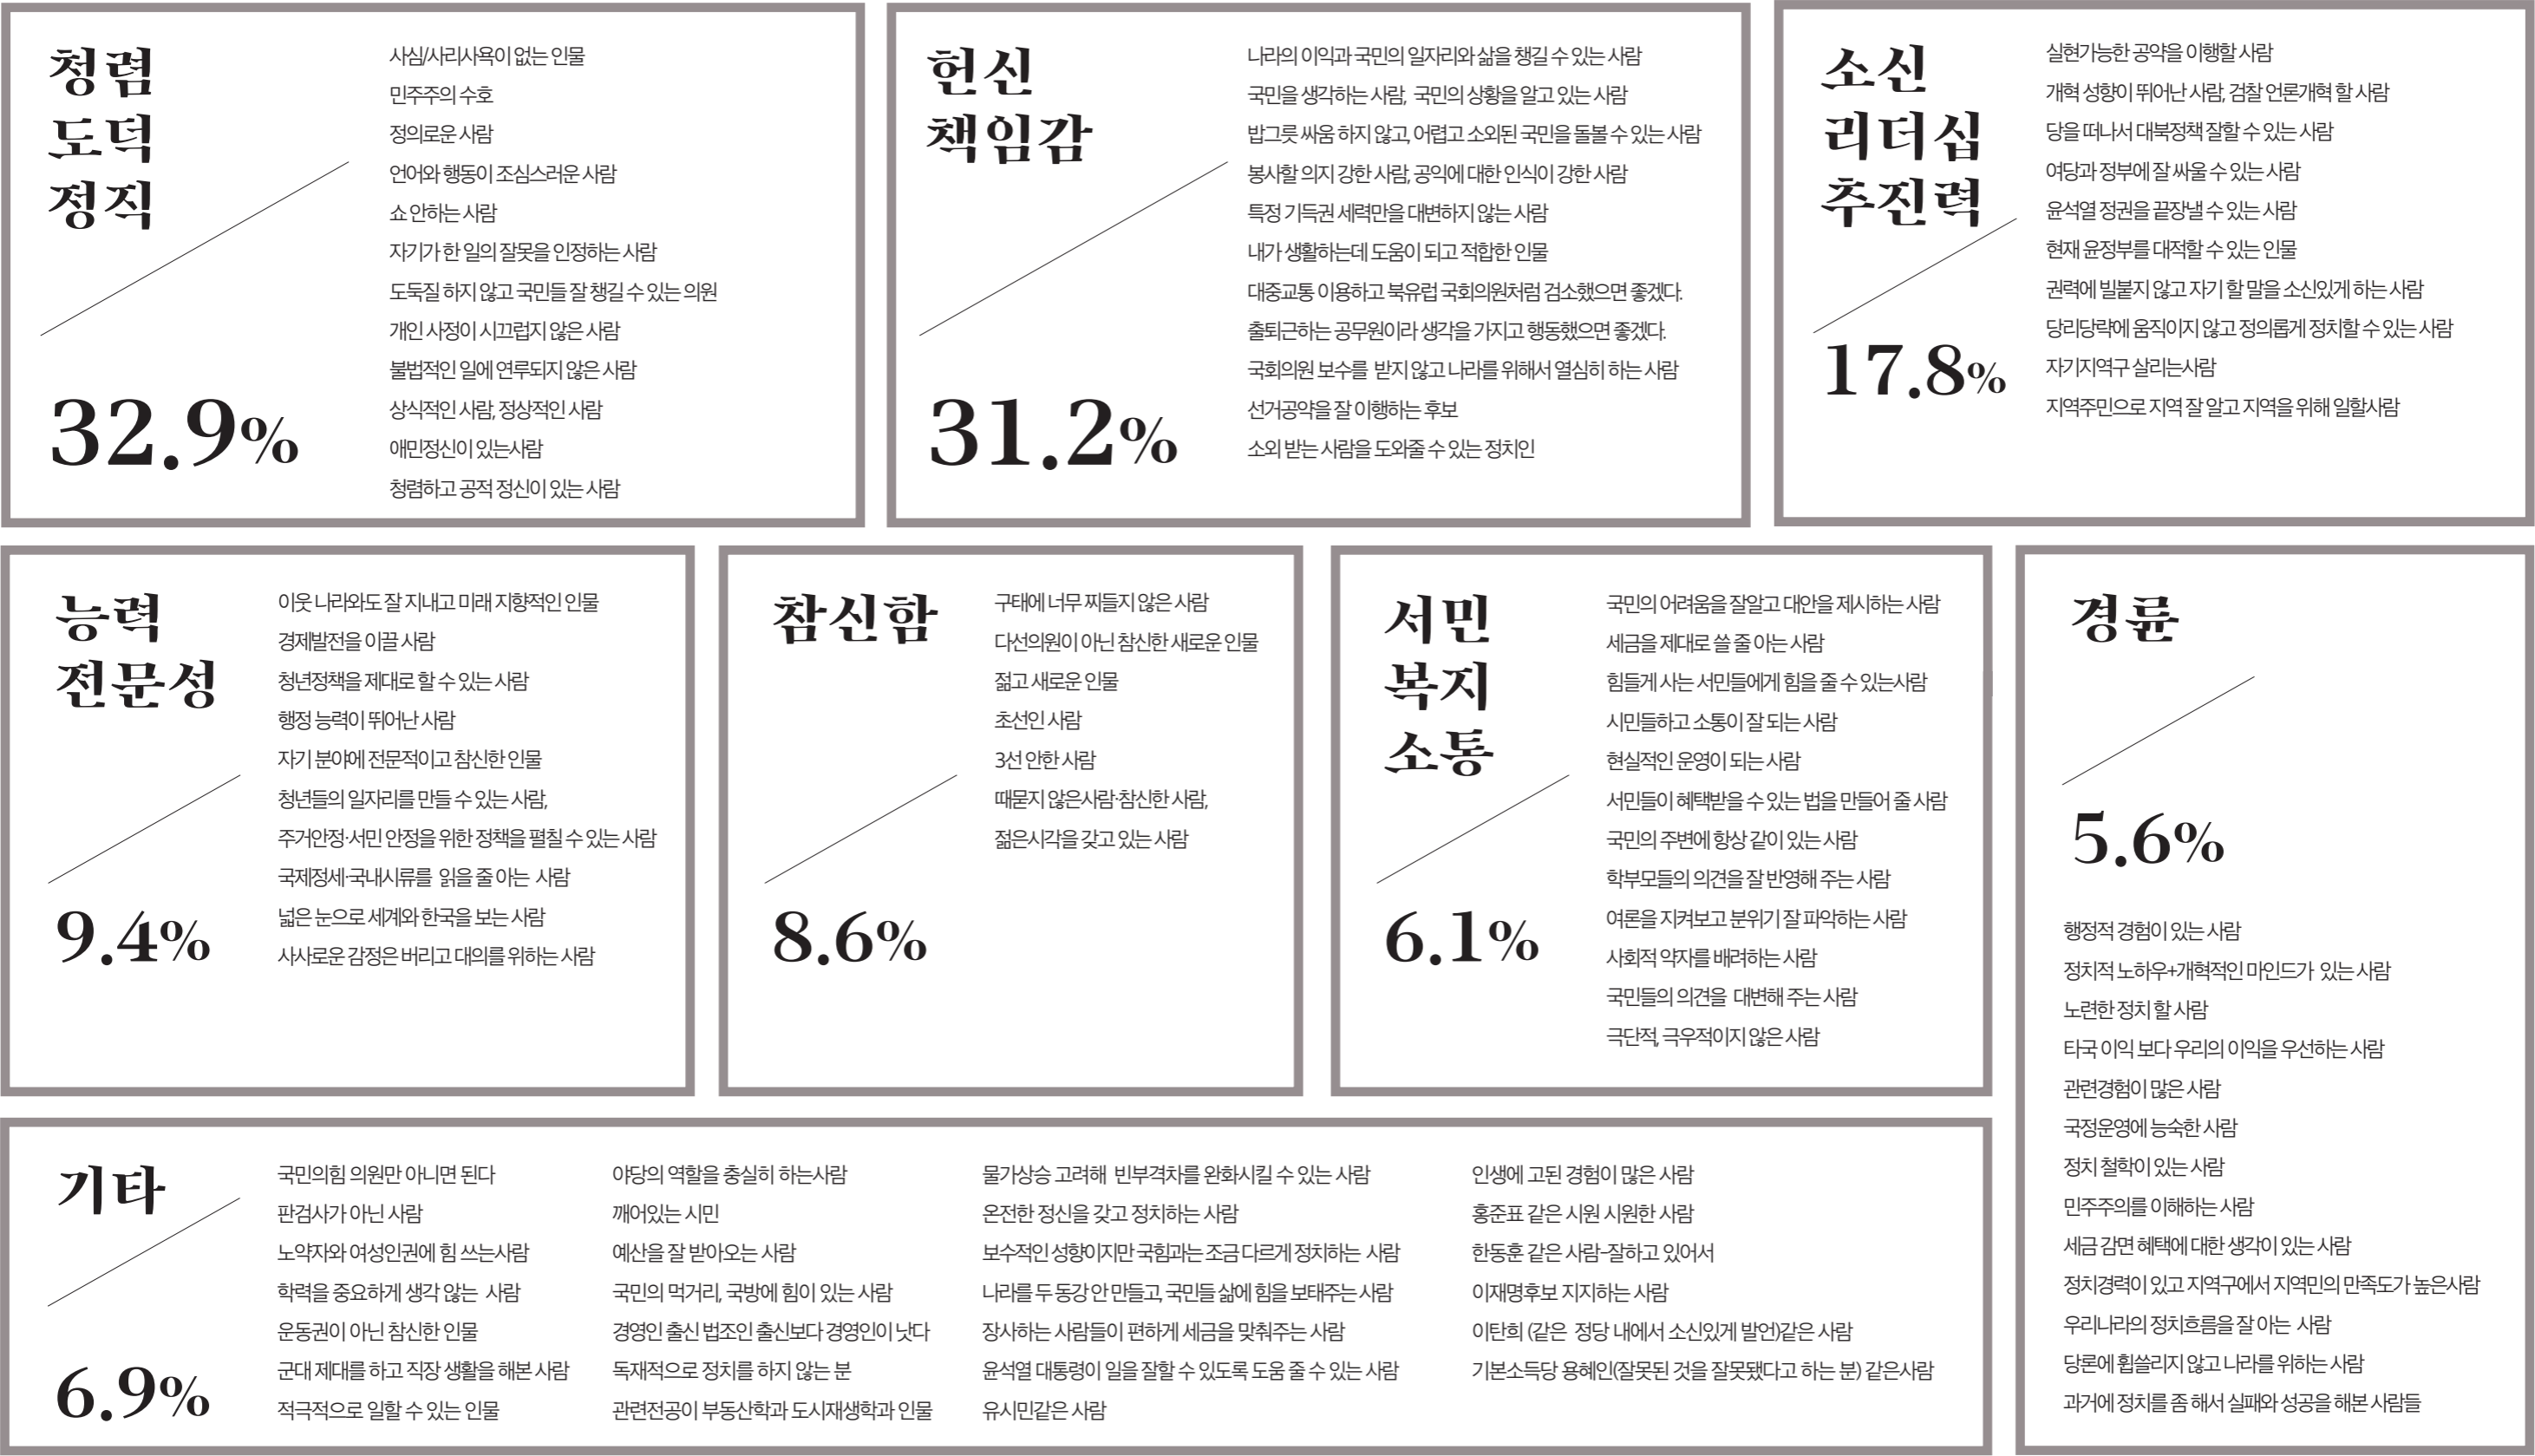 청렴
도덕
정직
32.9%
사심/사리사욕이 없는 인물
민주주의 수호
정의로운 사람
언어와 행동이 조심스러운 사람
쇼 안하는 사람
자기가 한 일의 잘못을 인정하는 사람
도둑질 하지 않고 국민들 잘 챙길 수 있는 의원
개인 사정이 시끄럽지 않은 사람
불법적인 일에 연루되지 않은 사람
상식적인 사람, 정상적인 사람
애민정신이 있는사람
청렴하고 공적 정신이 있는 사람
헌신
책임감
31.2%
나라의 이익과 국민의 일자리와 삶을 챙길 수 있는 사람
국민을 생각하는 사람, 국민의 상황을 알고 있는 사람
밥그릇 싸움 하지 않고, 어렵고 소외된 국민을 돌볼 수 있는 사람
봉사할 의지 강한 사람, 공익에 대한 인식이 강한 사람
특정 기득권 세력만을 대변하지 않는 사람
내가 생활하는데 도움이 되고 적합한 인물
대중교통 이용하고 북유럽 국회의원처럼 검소했으면 좋겠다.
출퇴근하는 공무원이라 생각을 가지고 행동했으면 좋겠다.
국회의원 보수를 받지 않고 나라를 위해서 열심히 하는 사람
선거공약을 잘 이행하는 후보
소외 받는 사람을 도와줄 수 있는 정치인
소신
리더십
추진력
17.8%
실현가능한 공약을 이행할 사람
개혁 성향이 뛰어난 사람, 검찰 언론개혁 할 사람
당을 떠나서 대북정책 잘할 수 있는 사람
여당과 정부에 잘 싸울 수 있는 사람
윤석열 정권을 끝장낼 수 있는 사람
현재 윤정부를 대적할 수 있는 인물
권력에 빌붙지 않고 자기 할 말을 소신있게 하는 사람
당리당략에 움직이지 않고 정의롭게 정치할 수 있는 사람
자기지역구 살리는사람
지역주민으로 지역 잘 알고 지역을 위해 일할사람
능력
전문성
9.4%
이웃 나라와도 잘 지내고 미래 지향적인 인물
경제발전을 이끌 사람
청년정책을 제대로 할 수 있는 사람
행정 능력이 뛰어난 사람
자기 분야에 전문적이고 참신한 인물
청년들의 일자리를 만들 수 있는 사람,
주거안정·서민 안정을 위한 정책을 펼칠 수 있는 사람
국제정세·국내시류를 읽을 줄 아는 사람
넓은 눈으로 세계와 한국을 보는 사람
사사로운 감정은 버리고 대의를 위하는 사람
참신함
8.6%
구태에 너무 찌들지 않은 사람
다선의원이 아닌 참신한 새로운 인물
젊고 새로운 인물
초선인 사람
3선 안한 사람
때묻지 않은사람·참신한 사람,
젊은시각을 갖고 있는 사람
서민
복지
소통
6.1%
국민의 어려움을 잘알고 대안을 제시하는 사람
세금을 제대로 쓸 줄 아는 사람
힘들게 사는 서민들에게 힘을 줄 수 있는사람
시민들하고 소통이 잘 되는 사람
현실적인 운영이 되는 사람
서민들이 혜택받을 수 있는 법을 만들어 줄 사람
국민의 주변에 항상 같이 있는 사람
학부모들의 의견을 잘 반영해 주는 사람
여론을 지켜보고 분위기 잘 파악하는 사람
사회적 약자를 배려하는 사람
국민들의 의견을 대변해 주는 사람
극단적, 극우적이지 않은 사람
경륜
5.6%
행정적 경험이 있는 사람
정치적 노하우+개혁적인 마인드가 있는 사람
노련한 정치 할 사람
타국 이익 보다 우리의 이익을 우선하는 사람
관련경험이 많은 사람
국정운영에 능숙한 사람
정치 철학이 있는 사람
민주주의를 이해하는 사람
세금 감면 혜택에 대한 생각이 있는 사람
정치경력이 있고 지역구에서 지역민의 만족도가 높은사람
우리나라의 정치흐름을 잘 아는 사람
당론에 휩쓸리지 않고 나라를 위하는 사람
과거에 정치를 좀 해서 실패와 성공을 해본 사람들
기타
6.9%
국민의힘 의원만 아니면 된다
판검사가 아닌 사람
노약자와 여성인권에 힘 쓰는사람
학력을 중요하게 생각 않는 사람
운동권이 아닌 참신한 인물
군대 제대를 하고 직장 생활을 해본 사람
적극적으로 일할 수 있는 인물
야당의 역할을 충실히 하는사람
깨어있는 시민
예산을 잘 받아오는 사람
국민의 먹거리, 국방에 힘이 있는 사람
경영인 출신 법조인 출신보다 경영인이 낫다
독재적으로 정치를 하지 않는 분
관련전공이 부동산학과 도시재생학과 인물
물가상승 고려해 빈부격차를 완화시킬 수 있는 사람
온전한 정신을 갖고 정치하는 사람
보수적인 성향이지만 국힘과는 조금 다르게 정치하는 사람
나라를 두 동강 안 만들고, 국민들 삶에 힘을 보태주는 사람
장사하는 사람들이 편하게 세금을 맞춰주는 사람
윤석열 대통령이 일을 잘할 수 있도록 도움 줄 수 있는 사람
유시민같은 사람
인생에 고된 경험이 많은 사람
홍준표 같은 시원 시원한 사람
한동훈 같은 사람-잘하고 있어서
이재명후보 지지하는 사람
이탄희 (같은 정당 내에서 소신있게 발언)같은 사람
기본소득당 용혜인(잘못된 것을 잘못됐다고 하는 분) 같은사람